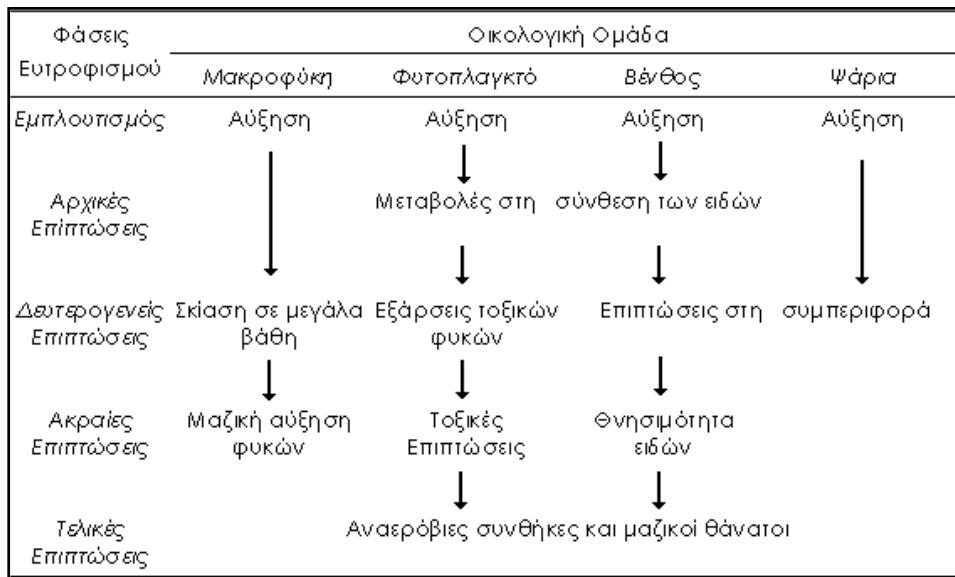 Φάσεις Οικολογική Ομάδα
Ευτροφισμού Μακροφύκη Φυτοπλαγκτό Βένθος Ψάρια
Εμπλουτισμός Αύξηση Αύξηση Αύξηση Αύξηση
Αρχικές Μεταβολές στη σύνθεση των ειδών
Επίπτώσεις
Δευτερογενείς Σκίαση σε μεγάλα Εξάρσεις τοξικών Επιπτώσεις στη συμπεριφορά
Επιπτώσεις βάθη φυκών
Ακραίες Μαζική αύξηση Τοξικές Θνησιμότητα
Επιπτώσεις φυκών Επιπτώσεις ειδών
Τελικές Αναερόβιες συνθήκες και μαζικοί θάνατοι
Επιπτώσεις